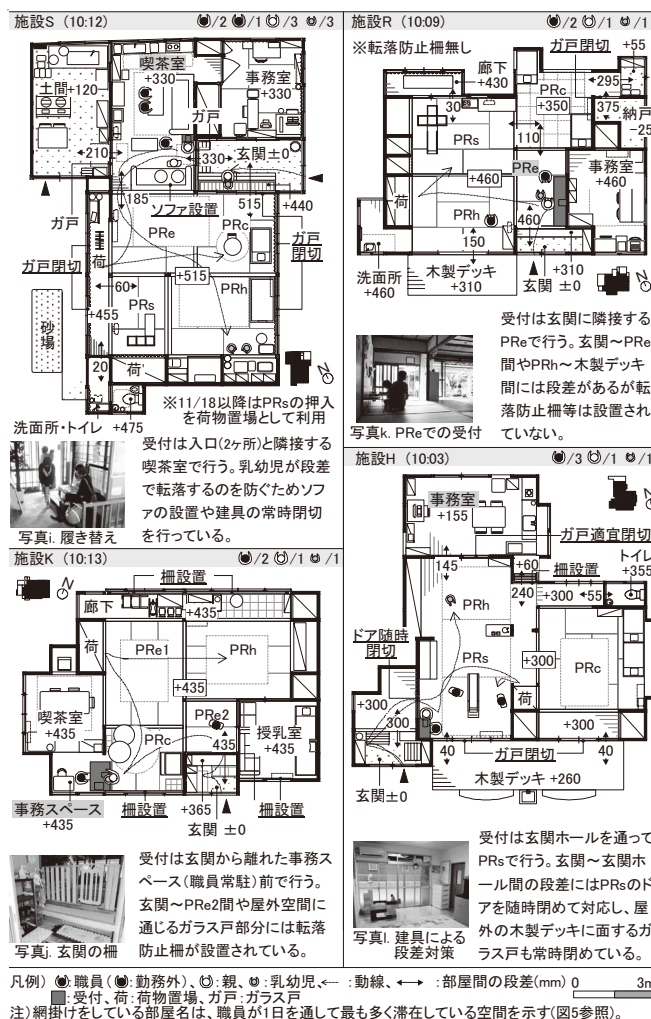 施設S (10:12) /2 /1 /3 /3
喫茶室
+330
事務室
+330
土間+120
ガ戸
210
330
玄関±0
185
ソファ設置
515
+440
ガ戸
PRe
PRc
ガ戸
閉切
ガ戸閉切
荷
+515
60
PRs
PRh
+455
砂場
20
荷
洗面所・トイレ +475
※11/18以降はPRsの押入
を荷物置場として利用
写真i. 履き替え
受付は入口(2ヶ所)と隣接する
喫茶室で行う。乳幼児が段差
で転落するのを防ぐためソフ
ァの設置や建具の常時閉切
を行っている。
施設R (10:09) /2 /1 /1
※転落防止柵無し
廊下
+430
ガ戸閉切
+55
30
PRc
+350
295
375
納戸
-25
PRs
110
PRe
事務室
+460
+460
荷
PRh
460
150
洗面所
+460
木製デッキ
+310
+310
玄関 ±0
写真k. PReでの受付
受付は玄関に隣接する
PReで行う。玄関～PRe
間やPRh～木製デッキ
間には段差があるが転
落防止柵等は設置され
ていない。
施設K (10:13) /2 /1 /1
柵設置
廊下
+435
荷
PRe1
PRh
+435
喫茶室
+435
PRe2
PRc
435
授乳室
+435
事務スペース
+435
柵設置
+365
玄関 ±0
柵設置
写真j. 玄関の柵
受付は玄関から離れた事務ス
ペース(職員常駐)前で行う。
玄関～PRe2間や屋外空間に
通じるガラス戸部分には転落
防止柵が設置されている。
施設H (10:03) /3 /1 /1
事務室
+155
ガ戸適宜閉切
トイレ
+355
145
+60
柵設置
240
+300
55
PRh
ドア随時
閉切
PRs
+300
PRc
荷
+300
300
+300
40
ガ戸閉切
40
木製デッキ +260
玄関±0
写真l. 建具による
段差対策
受付は玄関ホールを通って
PRsで行う。玄関～玄関ホ
ール間の段差にはPRsのド
アを随時閉めて対応し、屋
外の木製デッキに面するガ
ラス戸も常時閉めている。
凡例) :職員( :勤務外)、 :親、 :乳幼児、 :動線、 :部屋間の段差(mm) 0 3m
:受付、荷:荷物置場、ガ戸:ガラス戸
注)網掛けをしている部屋名は、職員が1日を通して最も多く滞在している空間を示す(図5参照)。